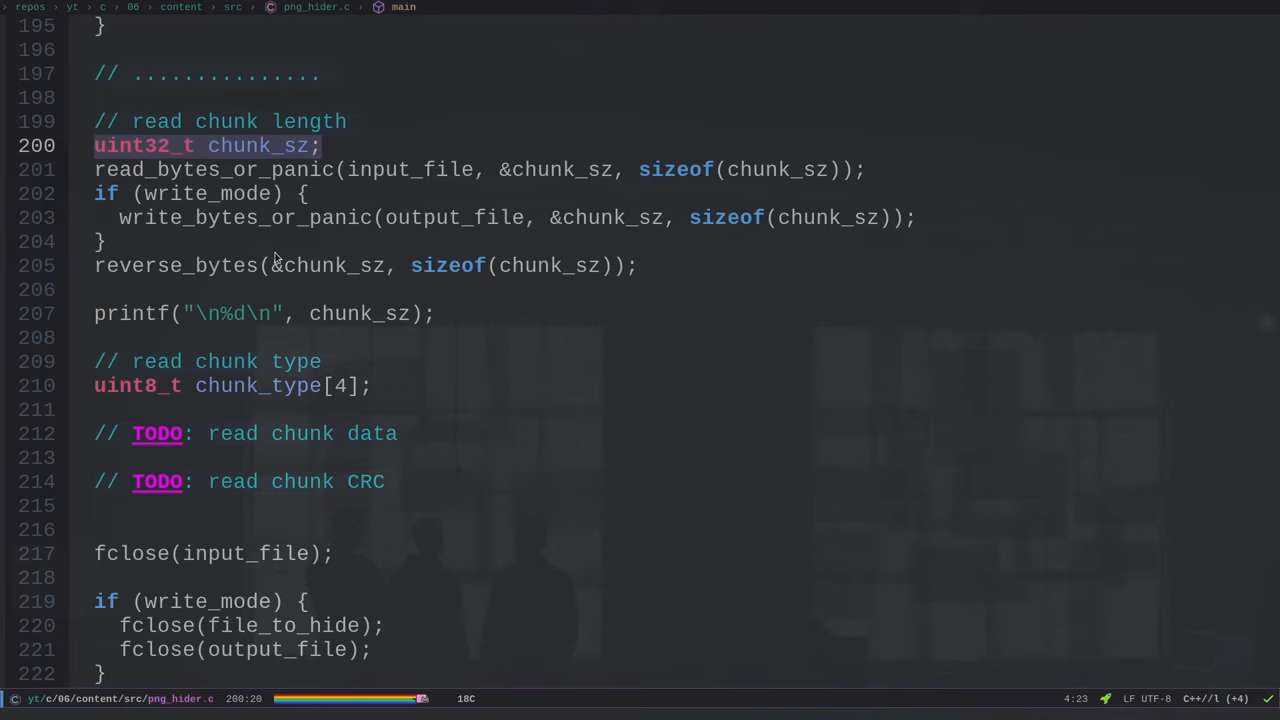 repos > yt > c > 06 > content > src > png_hider.c > main
195 }
196
197 // ...............
198
199 // read chunk length
200 uint32_t chunk_sz;
201 read_bytes_or_panic(input_file, &chunk_sz, sizeof(chunk_sz));
202 if (write_mode) {
203 write_bytes_or_panic(output_file, &chunk_sz, sizeof(chunk_sz));
204 }
205 reverse_bytes(&chunk_sz, sizeof(chunk_sz));
206
207 printf("\n%d\n", chunk_sz);
208
209 // read chunk type
210 uint8_t chunk_type[4];
211
212 // TODO: read chunk data
213
214 // TODO: read chunk CRC
215
216
217 fclose(input_file);
218
219 if (write_mode) {
220 fclose(file_to_hide);
221 fclose(output_file);
222 }
yt/c/06/content/src/png_hider.c 200:20 18C 4:23 LF UTF-8 C++//l (+4)